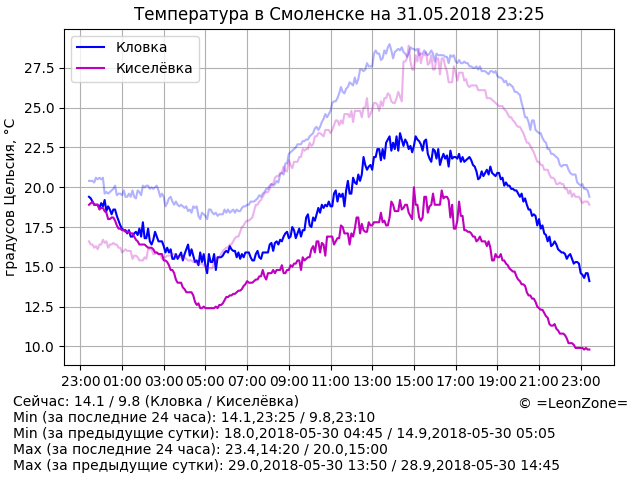 Температура в Смоленске на 31.05.2018 23:25
градусов Цельсия, °C
Кловка
Киселёвка
27.5
25.0
22.5
20.0
17.5
15.0
12.5
10.0
23:00 01:00 03:00 05:00 07:00 09:00 11:00 13:00 15:00 17:00 19:00 21:00 23:00
Сейчас: 14.1 / 9.8 (Кловка / Киселёвка)
© =LeonZone=
Min (за последние 24 часа): 14.1,23:25 / 9.8,23:10
Min (за предыдущие сутки): 18.0,2018-05-30 04:45 / 14.9,2018-05-30 05:05
Max (за последние 24 часа): 23.4,14:20 / 20.0,15:00
Max (за предыдущие сутки): 29.0,2018-05-30 13:50 / 28.9,2018-05-30 14:45